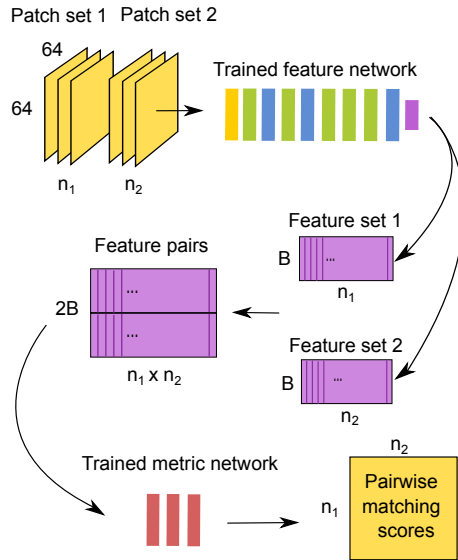 Patch set 1
Patch set 2
64
64
n1
n2
Trained feature network
Feature set 1
B
...
n1
Feature pairs
2B
...
...
n1 x n2
Feature set 2
B
...
n2
Trained metric network
n2
n1
Pairwise
matching
scores